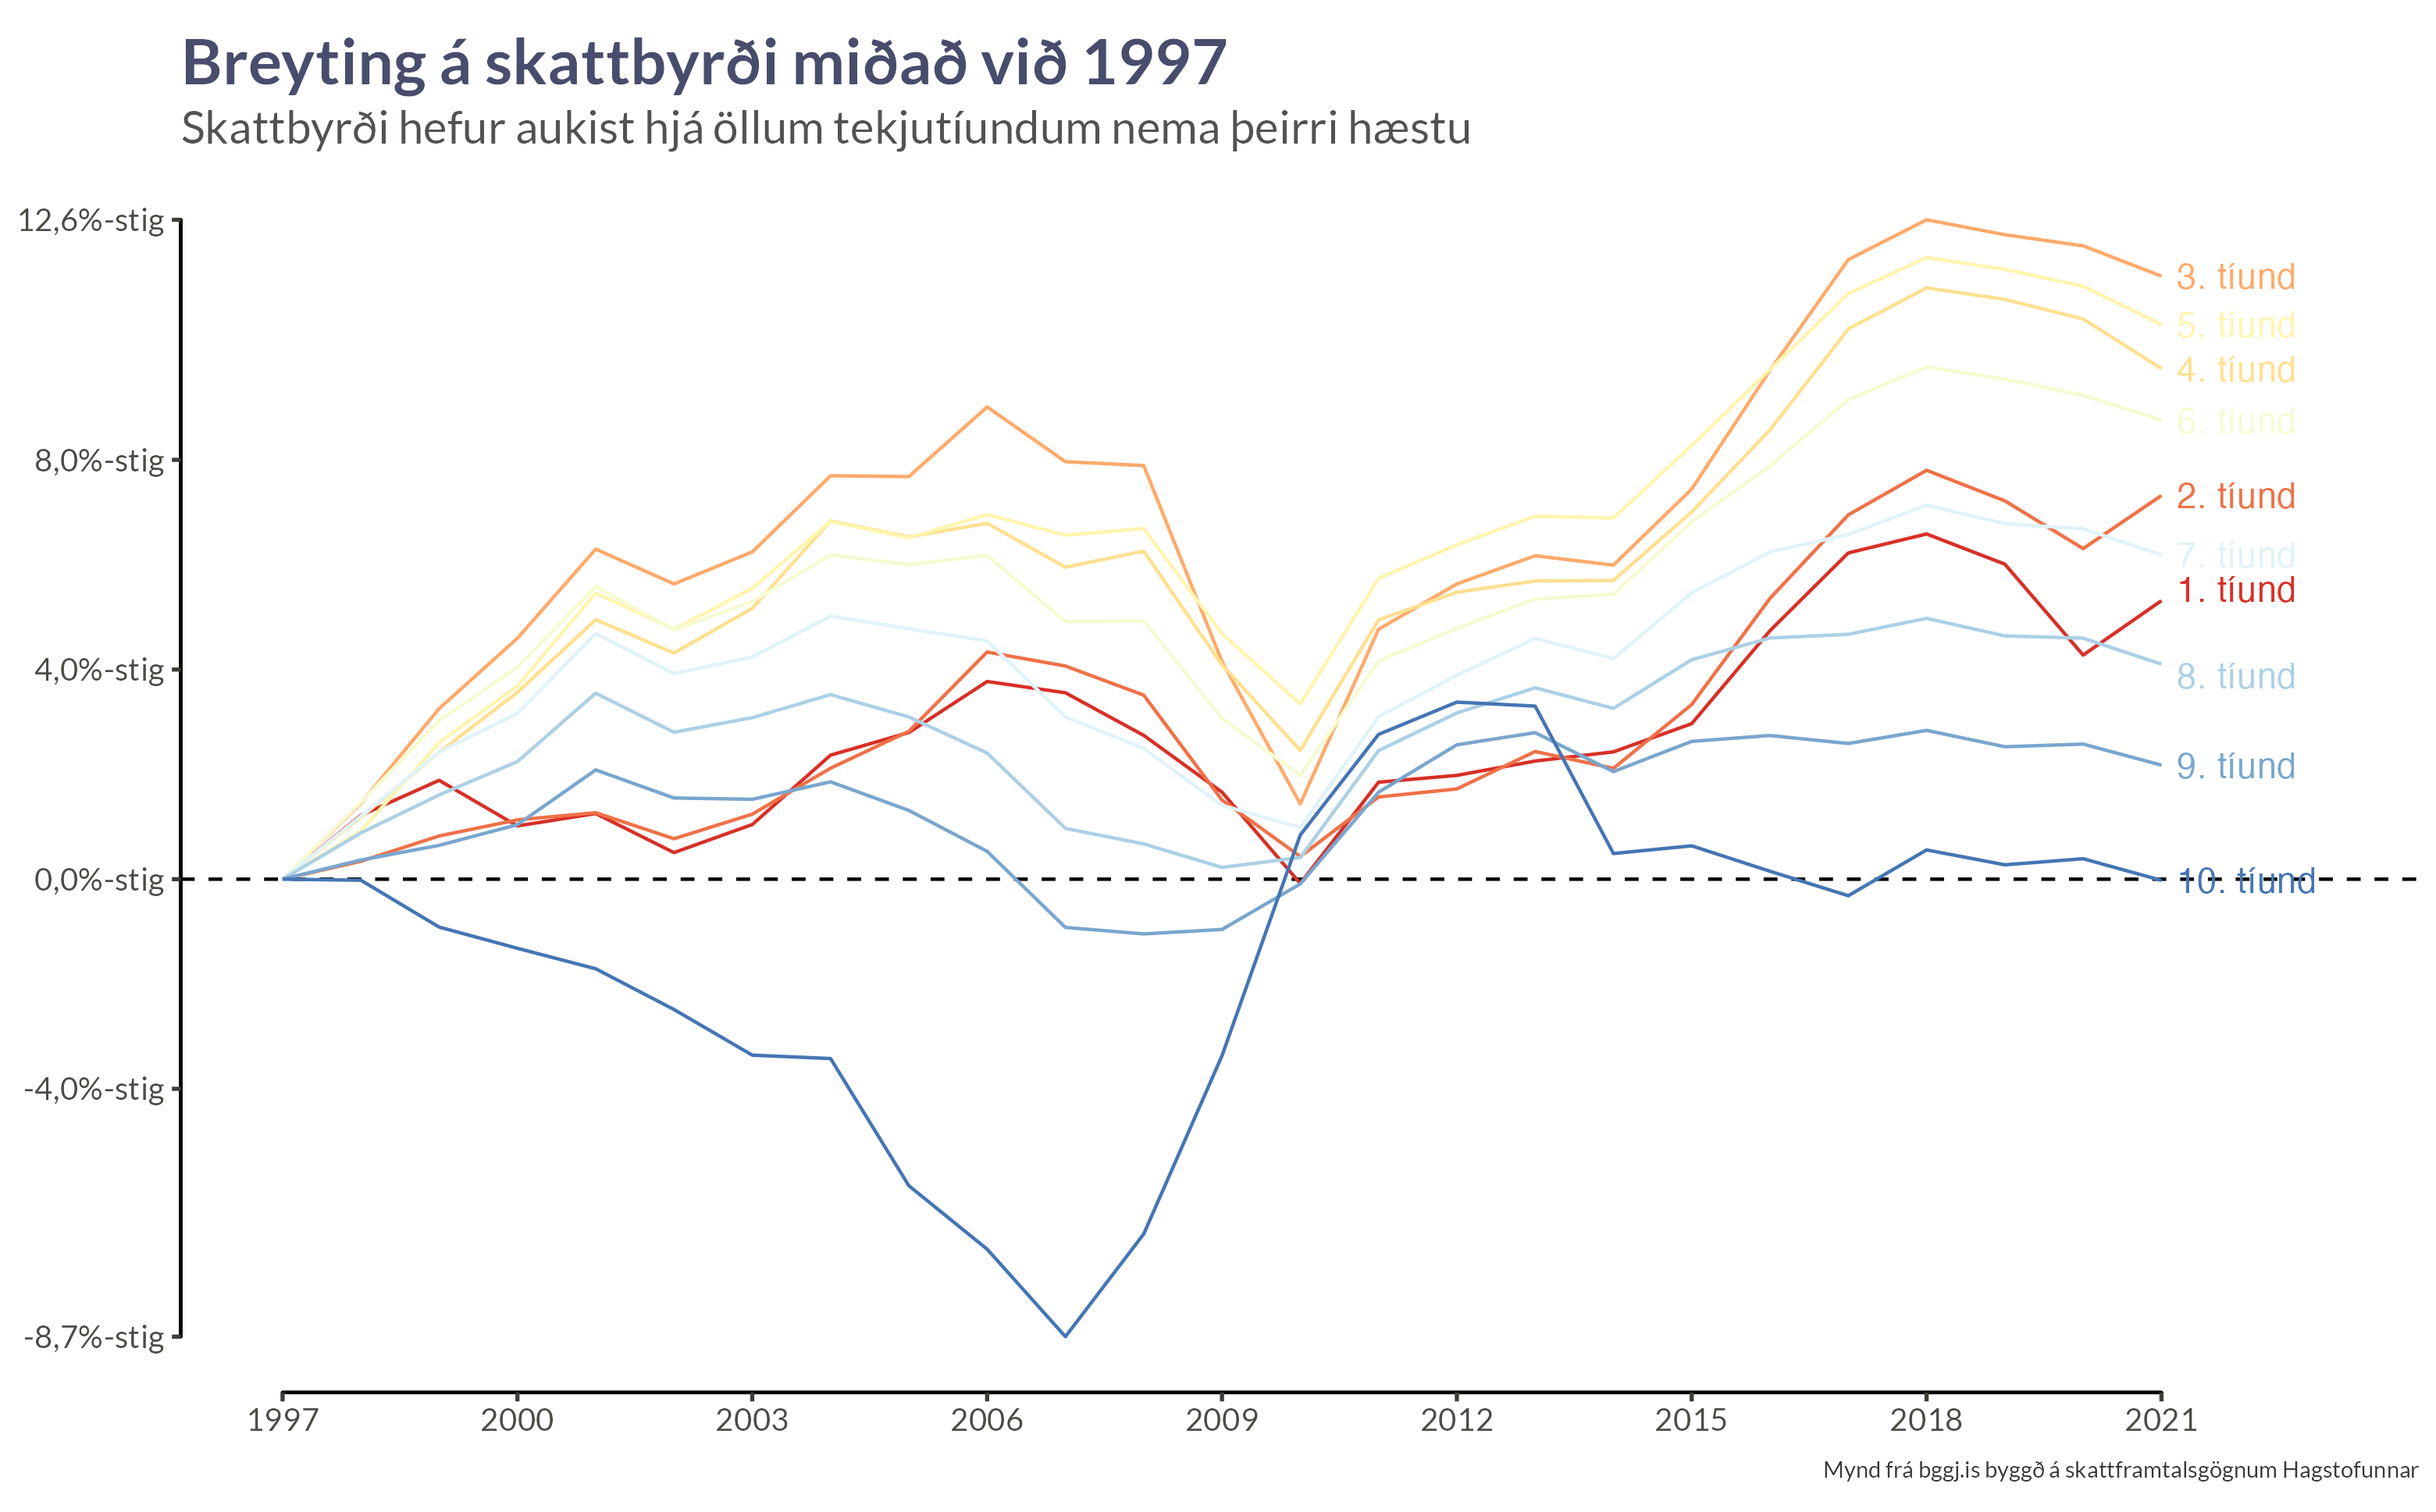 Breyting á skattbyrði miðað við 1997
Skattbyrði hefur aukist hjá öllum tekjutíundum nema þeirri hæstu
12,6%-stig
8,0%-stig
4,0%-stig
0,0%-stig
-4,0%-stig
-8,7%-stig
3. tíund
5. tíund
4. tíund
6. tíund
2. tíund
7. tíund
1. tíund
8. tíund
9. tíund
10. tíund
1997 2000 2003 2006 2009 2012 2015 2018 2021
Mynd frá bggj.is byggð á skattframtalsgögnum Hagstofunnar